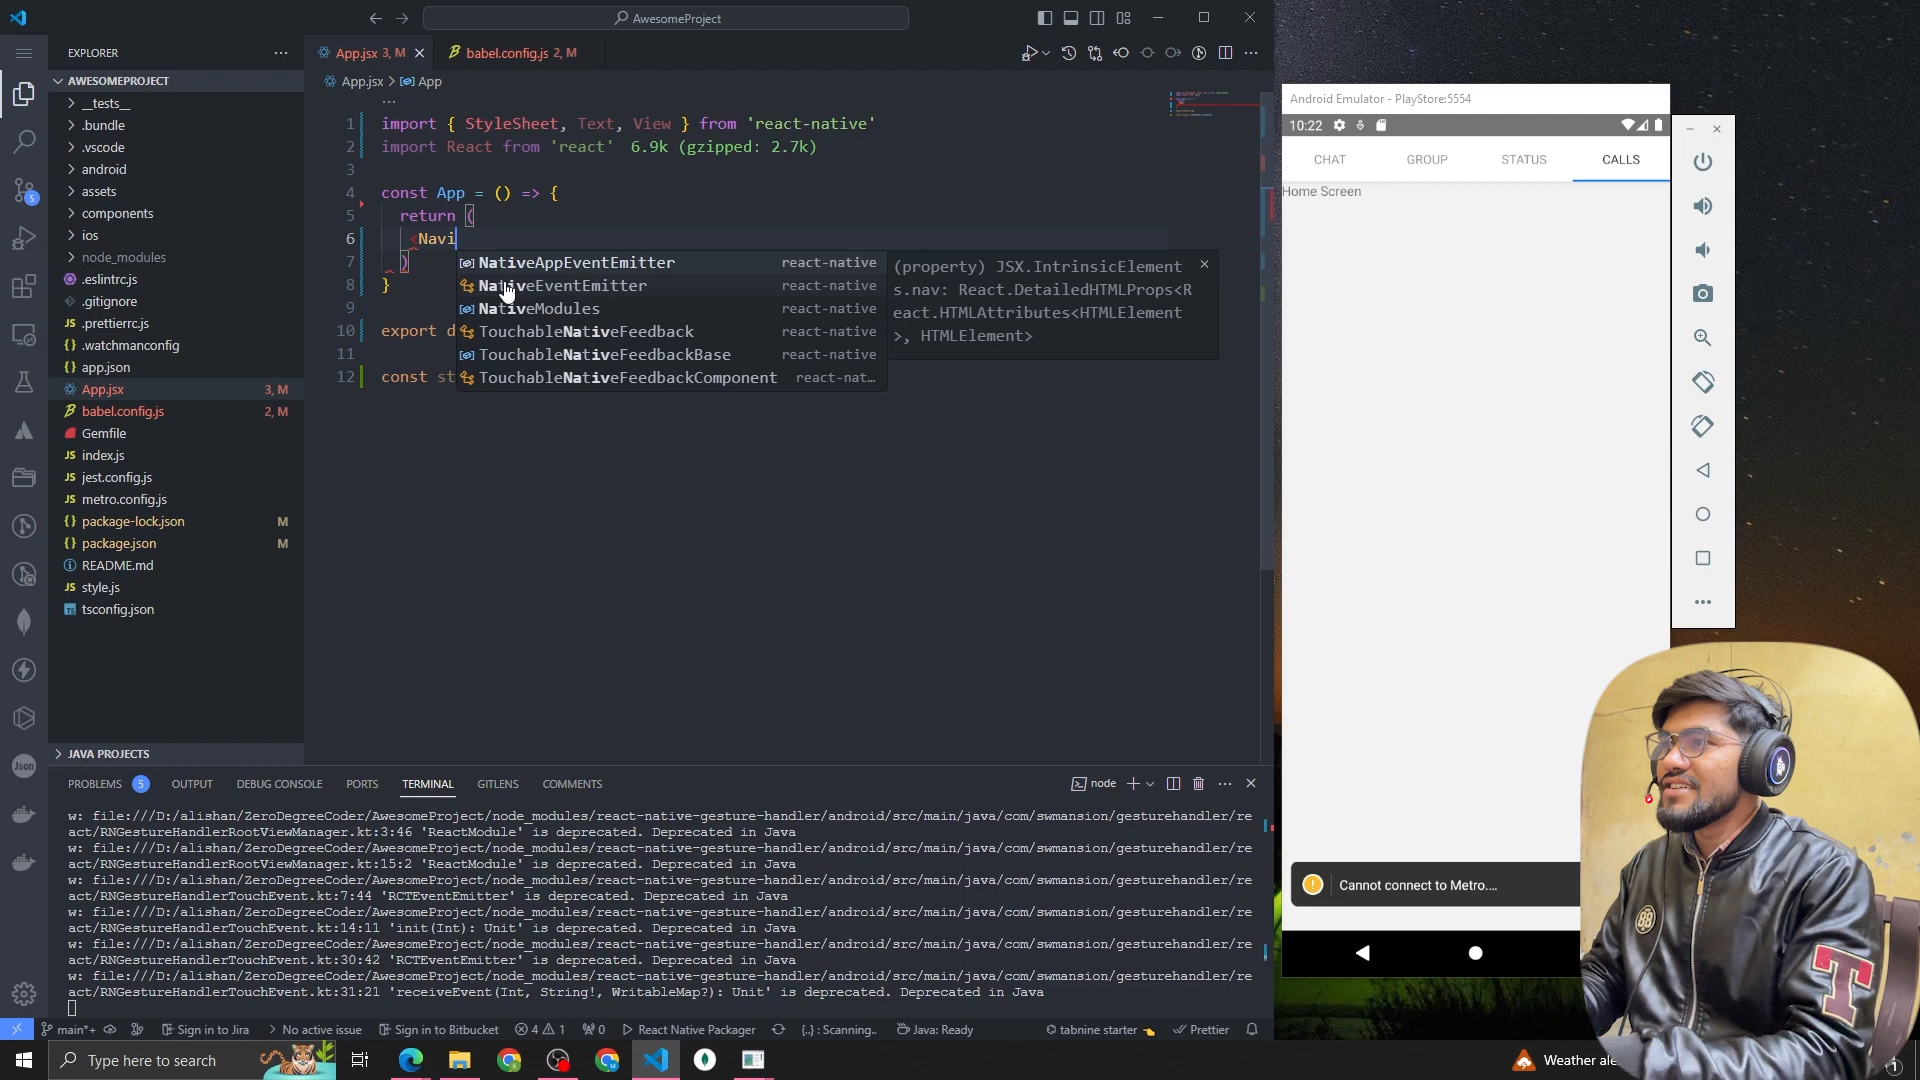 AwesomeProject
EXPLORER
App.jsx 3, M
babel.config.js 2, M
AWESOMEPROJECT
App.jsx > App
__tests__
.bundle
.vscode
android
assets
components
ios
node_modules
.eslintrc.js
.gitignore
.prettierrc.js
.watchmanconfig
app.json
App.jsx 3, M
babel.config.js 2, M
Gemfile
index.js
jest.config.js
metro.config.js
package-lock.json M
package.json M
README.md
style.js
tsconfig.json
JAVA PROJECTS
5
Json
1 import { StyleSheet, Text, View } from 'react-native'
2 import React from 'react' 6.9k (gzipped: 2.7k)
3
4 const App = () => {
5 return (
6 <Navi
7 )
8 }
9
10 export d
11
12 const st
NativeAppEventEmitter react-native
NativeEventEmitter react-native
NativeModules react-native
TouchableNativeFeedback react-native
TouchableNativeFeedbackBase react-native
TouchableNativeFeedbackComponent react-nat…
(property) JSX.IntrinsicElement
s.nav: React.DetailedHTMLProps<R
eact.HTMLAttributes<HTMLElement
>, HTMLElement>
PROBLEMS 5 OUTPUT DEBUG CONSOLE PORTS TERMINAL GITLENS COMMENTS
node
w: file:///D:/alishan/ZeroDegreeCoder/AwesomeProject/node_modules/react-native-gesture-handler/android/src/main/java/com/swmansion/gesturehandler/re
act/RNGestureHandlerRootViewManager.kt:3:46 'ReactModule' is deprecated. Deprecated in Java
w: file:///D:/alishan/ZeroDegreeCoder/AwesomeProject/node_modules/react-native-gesture-handler/android/src/main/java/com/swmansion/gesturehandler/re
act/RNGestureHandlerRootViewManager.kt:15:2 'ReactModule' is deprecated. Deprecated in Java
w: file:///D:/alishan/ZeroDegreeCoder/AwesomeProject/node_modules/react-native-gesture-handler/android/src/main/java/com/swmansion/gesturehandler/re
act/RNGestureHandlerTouchEvent.kt:7:44 'RCTEventEmitter' is deprecated. Deprecated in Java
w: file:///D:/alishan/ZeroDegreeCoder/AwesomeProject/node_modules/react-native-gesture-handler/android/src/main/java/com/swmansion/gesturehandler/re
act/RNGestureHandlerTouchEvent.kt:14:11 'init(Int): Unit' is deprecated. Deprecated in Java
w: file:///D:/alishan/ZeroDegreeCoder/AwesomeProject/node_modules/react-native-gesture-handler/android/src/main/java/com/swmansion/gesturehandler/re
act/RNGestureHandlerTouchEvent.kt:30:42 'RCTEventEmitter' is deprecated. Deprecated in Java
w: file:///D:/alishan/ZeroDegreeCoder/AwesomeProject/node_modules/react-native-gesture-handler/android/src/main/java/com/swmansion/gesturehandler/re
act/RNGestureHandlerTouchEvent.kt:31:21 'receiveEvent(Int, String!, WritableMap?): Unit' is deprecated. Deprecated in Java
main*+ Sign in to Jira No active issue Sign in to Bitbucket 4 1 0 React Native Packager {..} : Scanning.. Java: Ready tabnine starter Prettier
Type here to search
Weather ale
1
Android Emulator - PlayStore:5554
10:22
CHAT GROUP STATUS CALLS
Home Screen
Cannot connect to Metro....
88
T